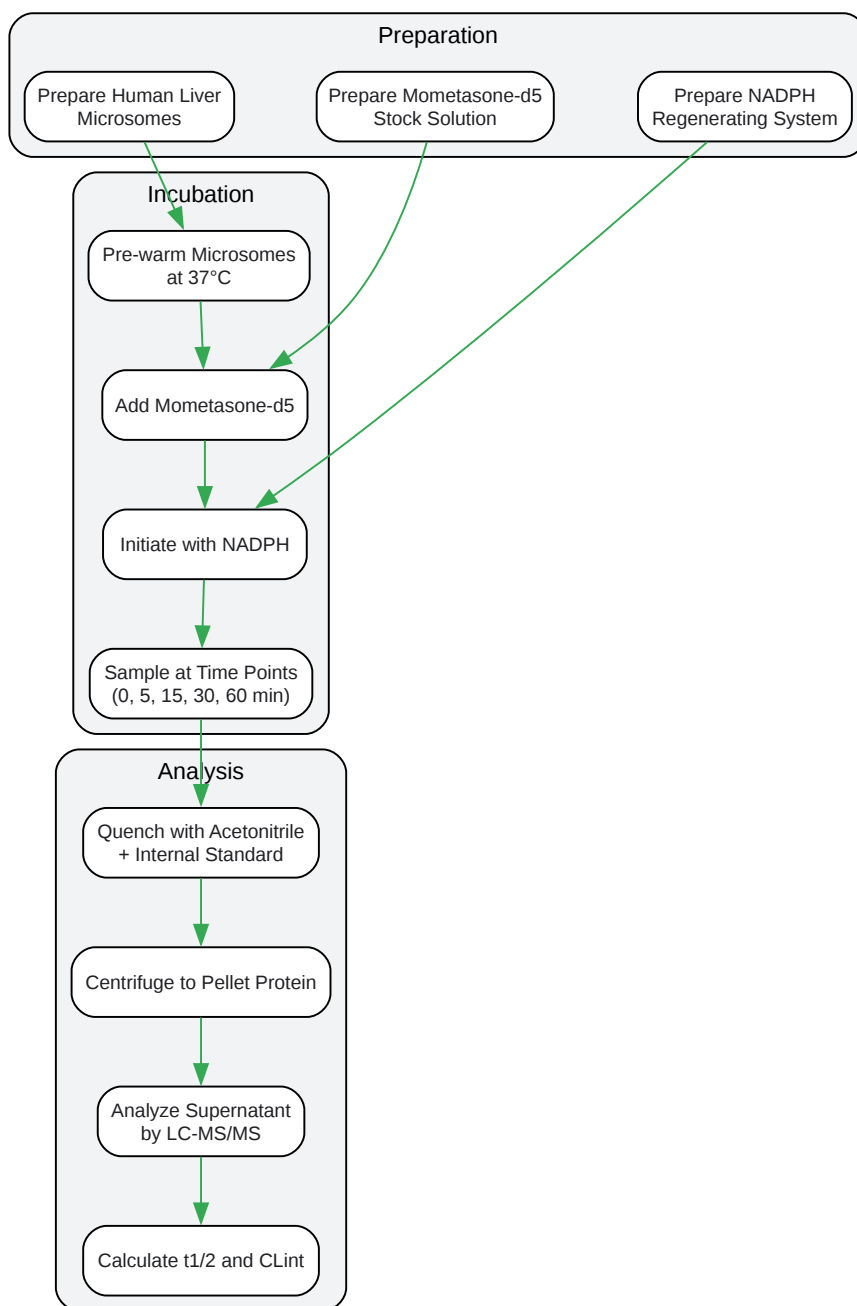 Preparation
Prepare Human Liver
Microsomes
Prepare Mometasone-d5
Stock Solution
Prepare NADPH
Regenerating System
Incubation
Pre-warm Microsomes
at 37°C
Add Mometasone-d5
Initiate with NADPH
Sample at Time Points
(0, 5, 15, 30, 60 min)
Analysis
Quench with Acetonitrile
+ Internal Standard
Centrifuge to Pellet Protein
Analyze Supernatant
by LC-MS/MS
Calculate t1/2 and CLint